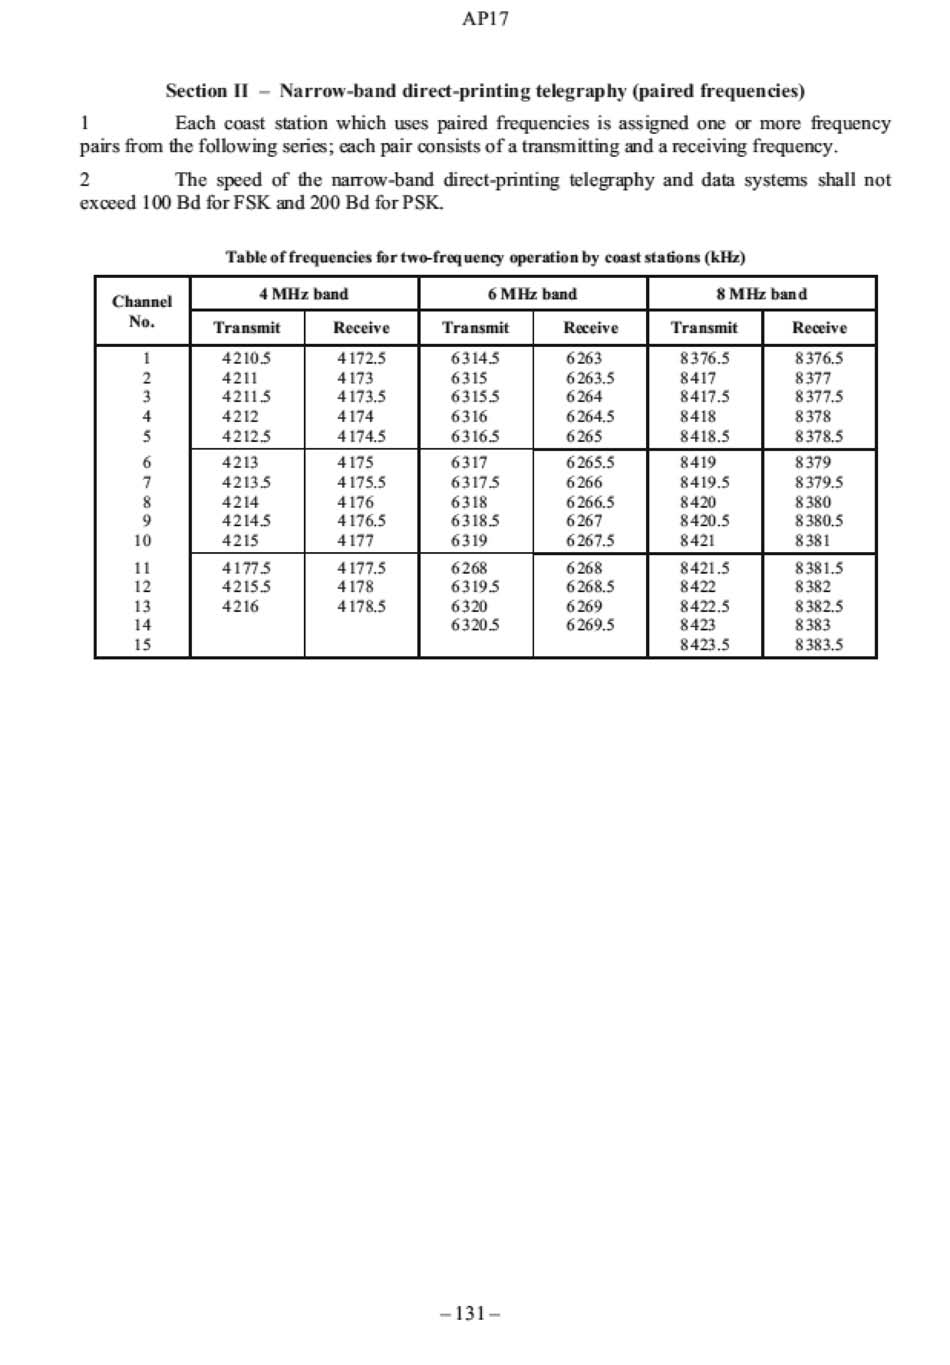 AP17
Section II – Narrow-band direct-printing telegraphy (paired frequencies)
1 Each coast station which uses paired frequencies is assigned one or more frequency
pairs from the following series; each pair consists of a transmitting and a receiving frequency.
2 The speed of the narrow-band direct-printing telegraphy and data systems shall not
exceed 100 Bd for FSK and 200 Bd for PSK.
Table of frequencies for two-frequency operation by coast stations (kHz)
Channel No. 4 MHz band 6 MHz band 8 MHz band
Transmit Receive Transmit Receive Transmit Receive
1 4210.5 4172.5 6314.5 6263 8376.5 8376.5
2 4211 4173 6315 6263.5 8417 8377
3 4211.5 4173.5 6315.5 6264 8417.5 8377.5
4 4212 4174 6316 6264.5 8418 8378
5 4212.5 4174.5 6316.5 6265 8418.5 8378.5
6 4213 4175 6317 6265.5 8419 8379
7 4213.5 4175.5 6317.5 6266 8419.5 8379.5
8 4214 4176 6318 6266.5 8420 8380
9 4214.5 4176.5 6318.5 6267 8420.5 8380.5
10 4215 4177 6319 6267.5 8421 8381
11 4177.5 4177.5 6268 6268 8421.5 8381.5
12 4215.5 4178 6319.5 6268.5 8422 8382
13 4216 4178.5 6320 6269 8422.5 8382.5
14 6320.5 6269.5 8423 8383
15 8423.5 8383.5
– 131 –